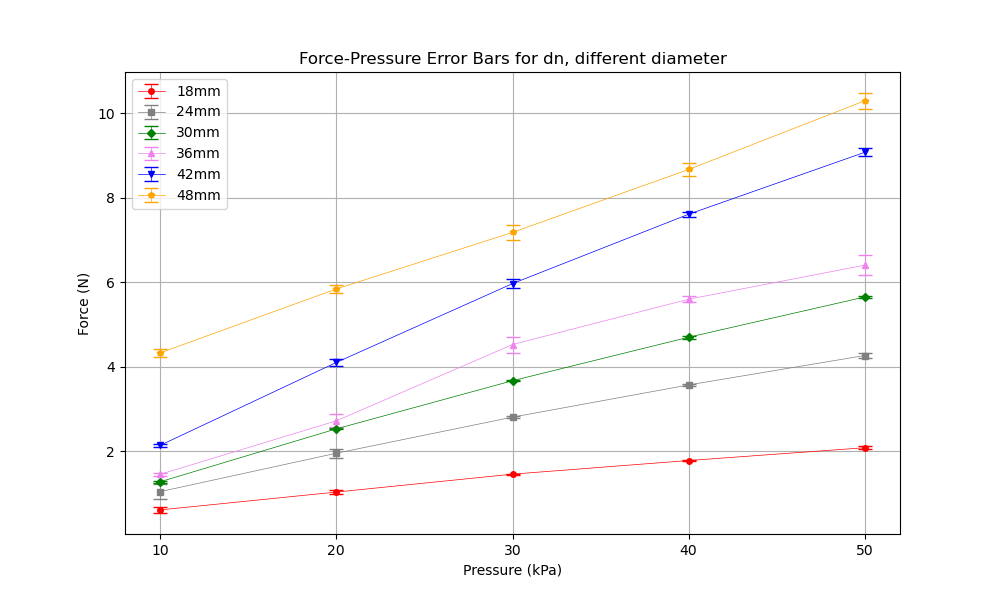 Force-Pressure Error Bars for dn, different diameter
18mm
24mm
30mm
36mm
42mm
48mm
10
8
6
4
2
Force (N)
10 20 30 40 50
Pressure (kPa)